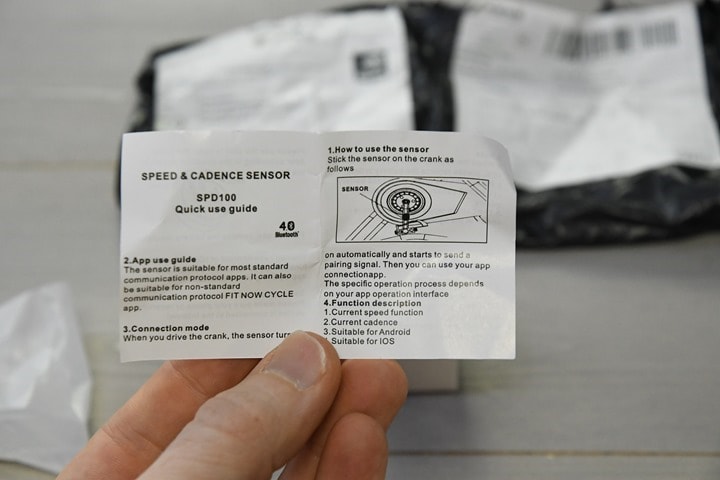 SPEED & CADENCE SENSOR
SPD100
Quick use guide
40
Bluetooth
2.App use guide
The sensor is suitable for most standard
communication protocol apps. It can also
be suitable for non-standard
communication protocol FIT NOW CYCLE
app.
3.Connection mode
When you drive the crank, the sensor turn
1.How to use the sensor
Stick the sensor on the crank as
follows
SENSOR
on automatically and starts to send a
pairing signal. Then you can use your app
connectionapp.
The specific operation process depends
on your app operation interface
4.Function description
1.Current speed function
2.Current cadence
3.Suitable for Android
Suitable for IOS